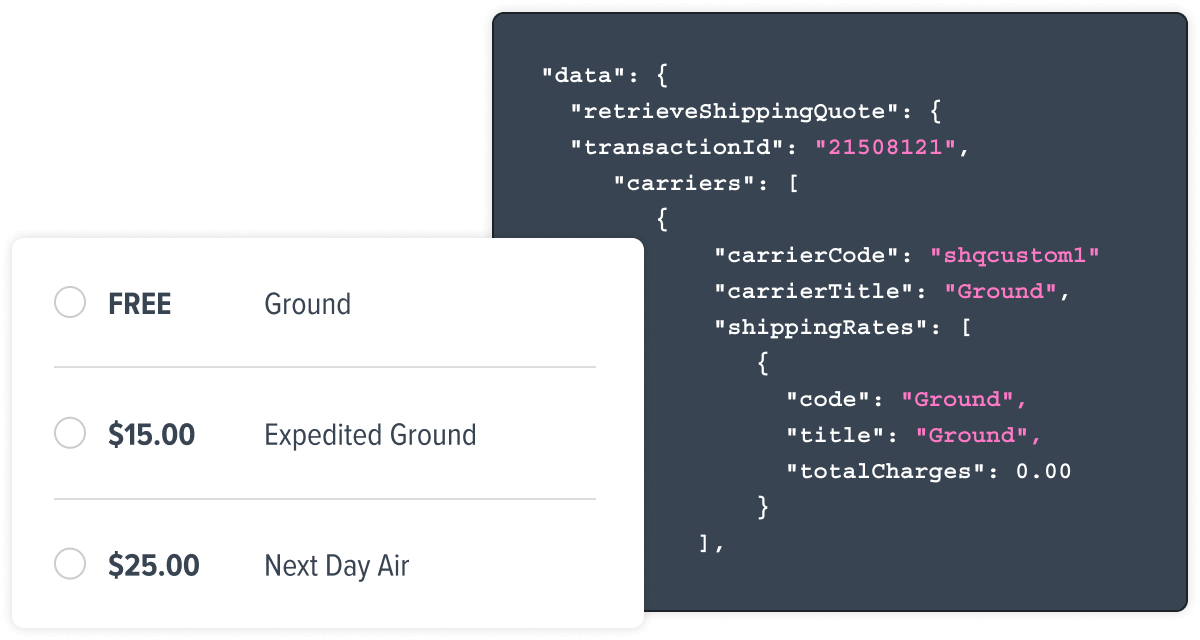 "data": {
"retrieveShippingQuote": {
"transactionId": "21508121",
"carriers": [
{
"carrierCode": "shqcustom1"
"carrierTitle": "Ground",
"shippingRates": [
{
"code": "Ground",
"title": "Ground",
"totalCharges": 0.00
}
],
FREE Ground
$15.00 Expedited Ground
$25.00 Next Day Air